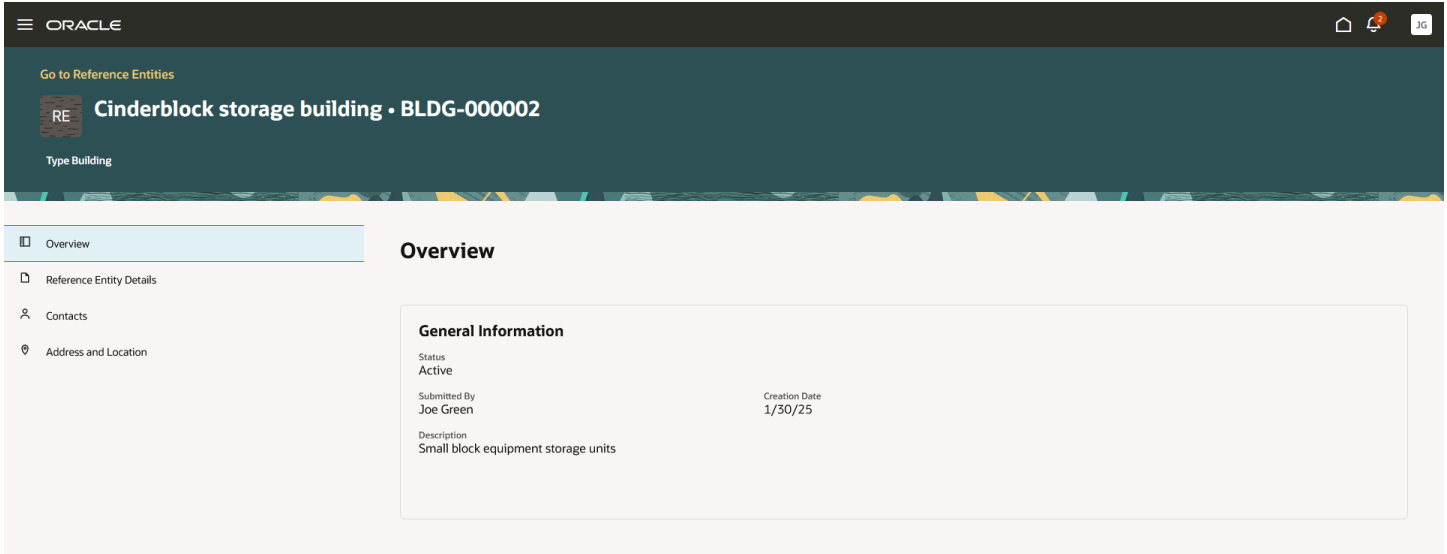 ORACLE
2
JG
Go to Reference Entities
RE
Cinderblock storage building • BLDG-000002
Type Building
Overview
Reference Entity Details
Contacts
Address and Location
Overview
General Information
Status
Active
Submitted By
Joe Green
Creation Date
1/30/25
Description
Small block equipment storage units